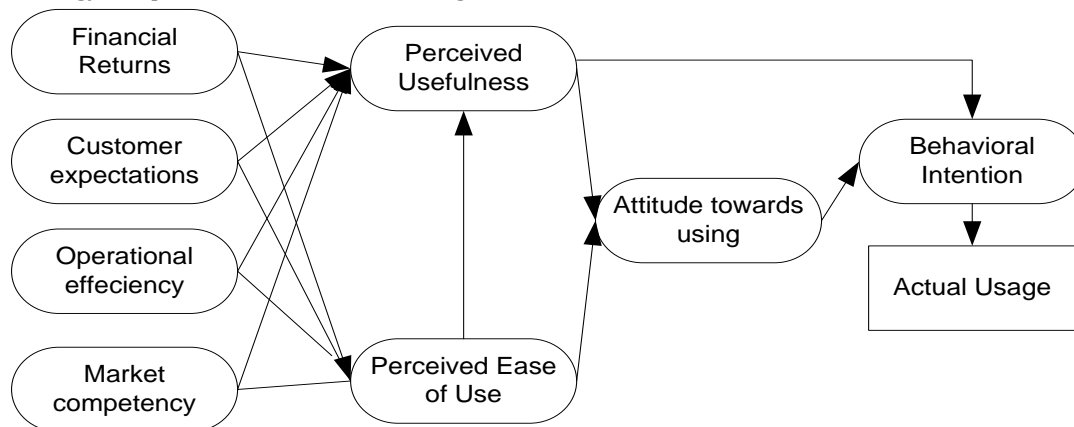 Financial
Returns
Perceived
Usefulness
Customer
expectations
Behavioral
Intention
Attitude towards
using
Operational
effeciency
Actual Usage
Perceived Ease
of Use
Market
competency